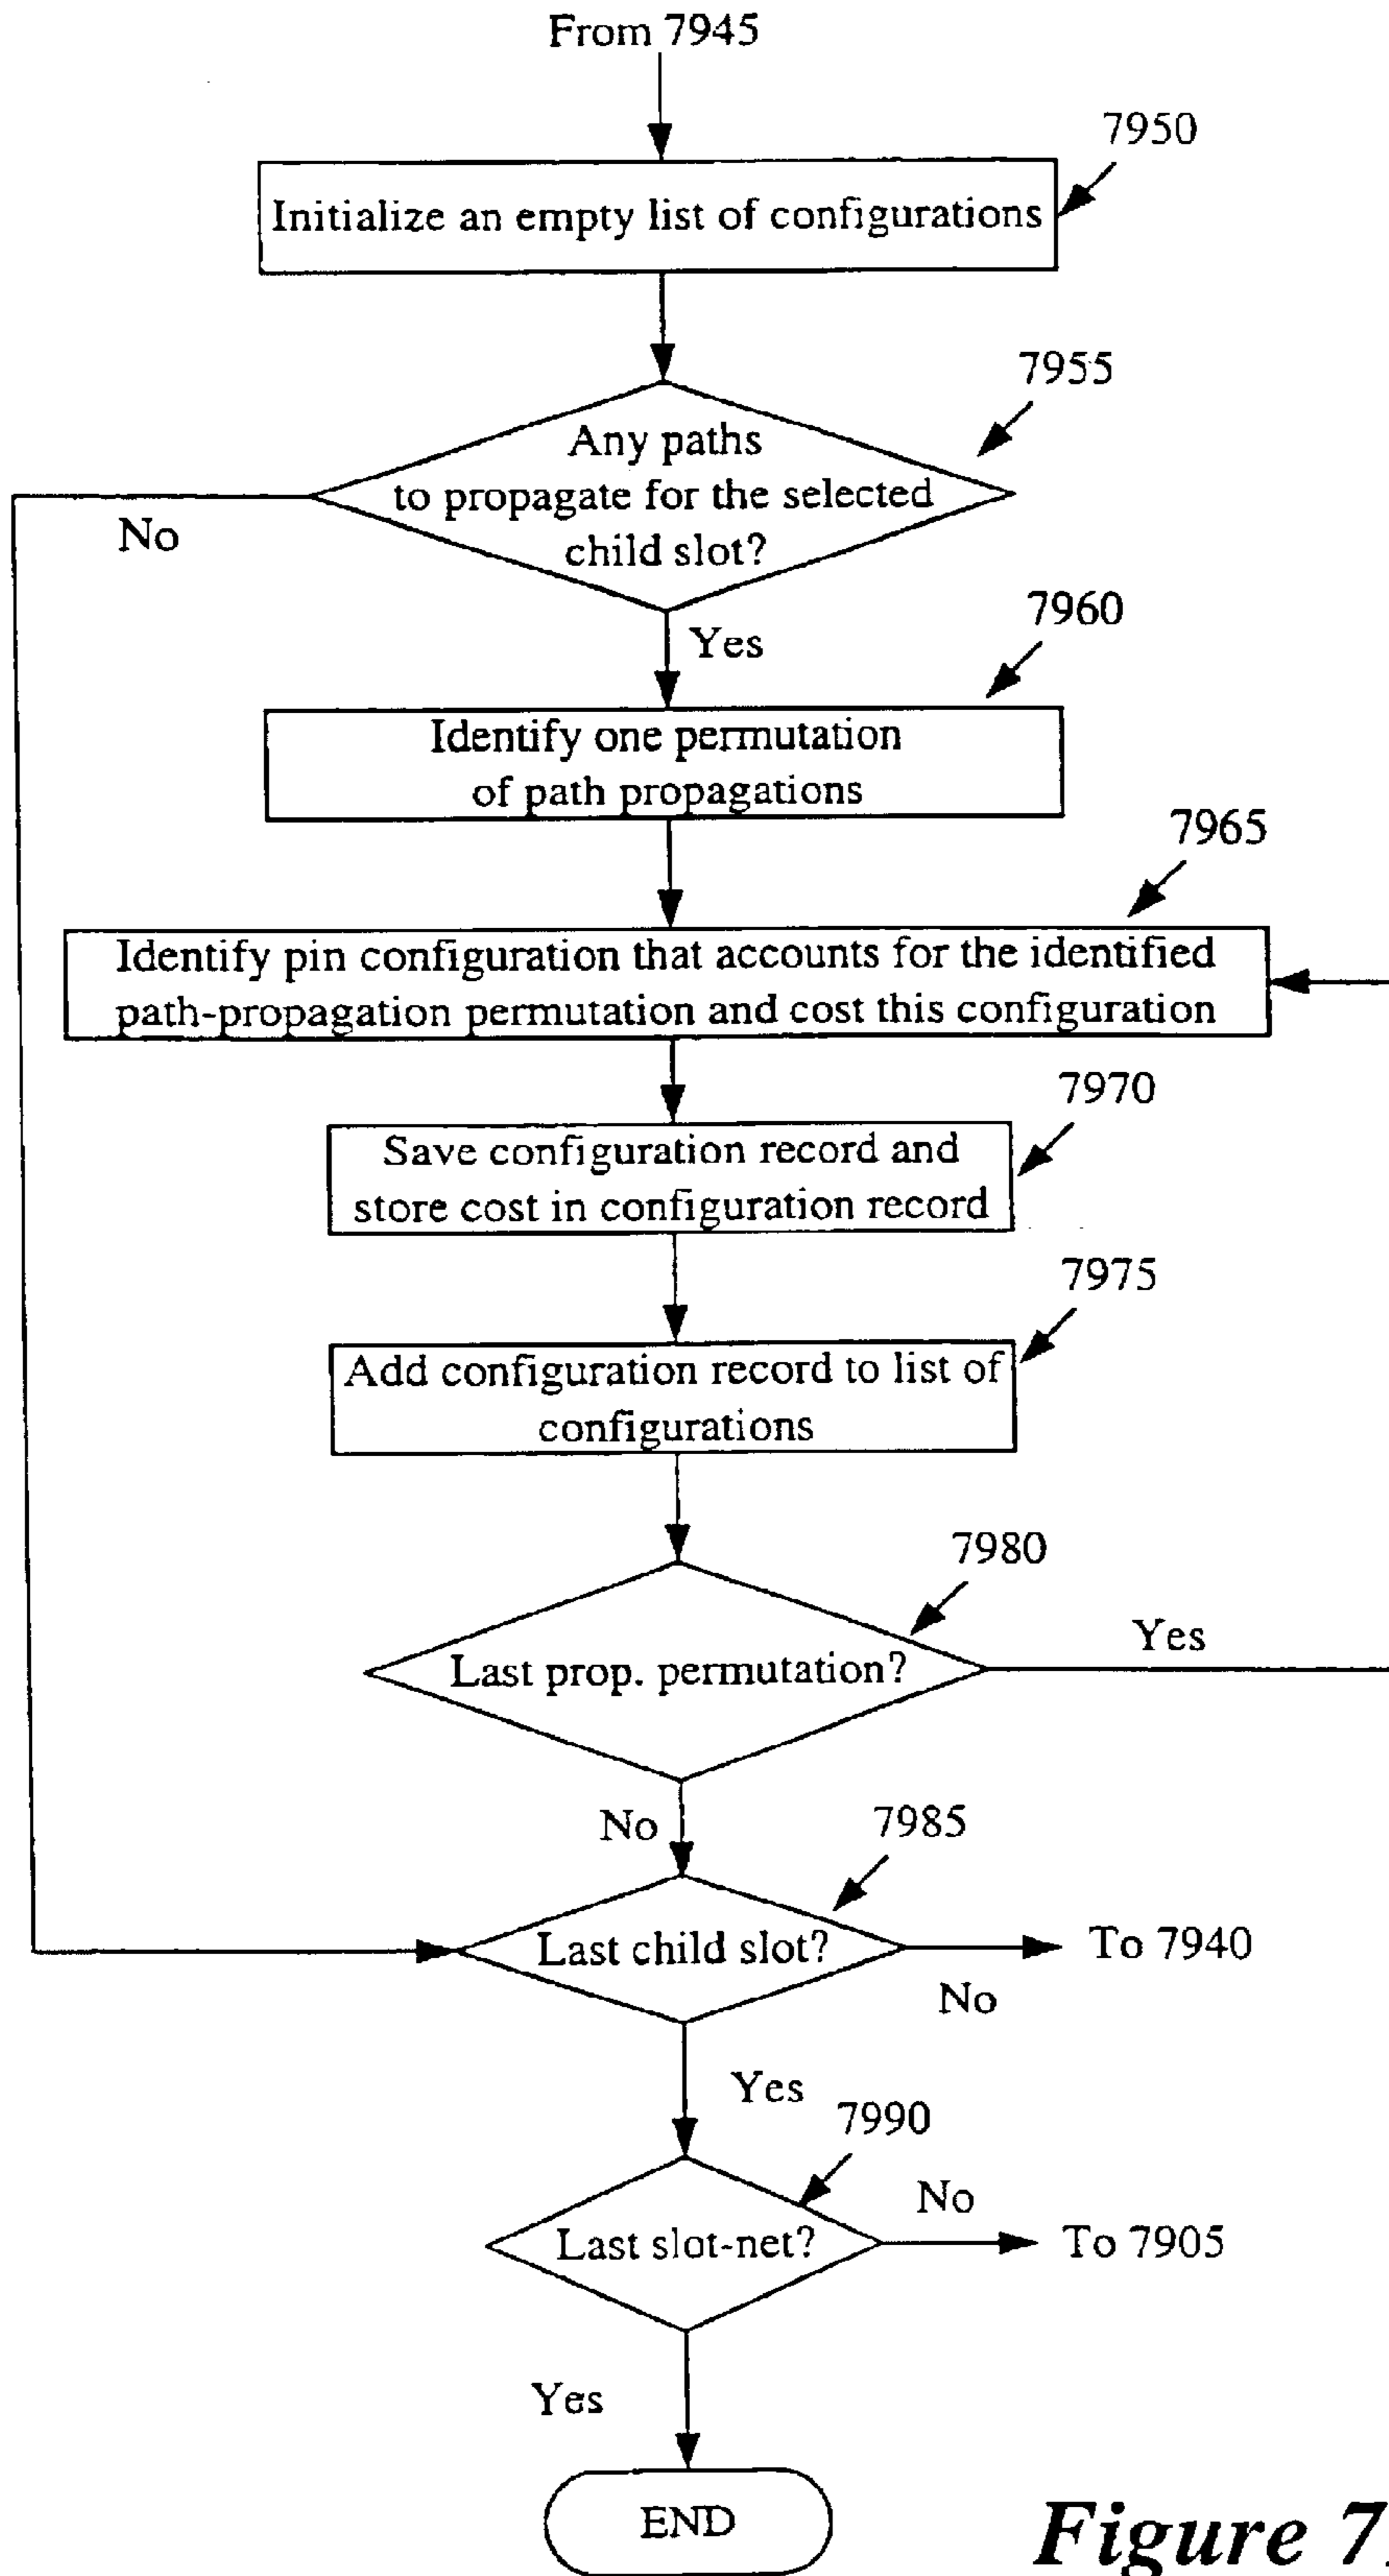 From 7945
7950
Initialize an empty list of configurations
7955
Any paths
to propagate for the selected
child slot?
No
7960
Yes
Identify one permutation
of path propagations
7965
Identify pin configuration that accounts for the identified
path-propagation permutation and cost this configuration
7970
Save configuration record and
store cost in configuration record
7975
Add configuration record to list of
configurations
7980
Yes
Last prop. permutation?
No
7985
Last child slot?
To 7940
No
Yes
7990
No
Last slot-net?
To 7905
Yes
END
Figure 7